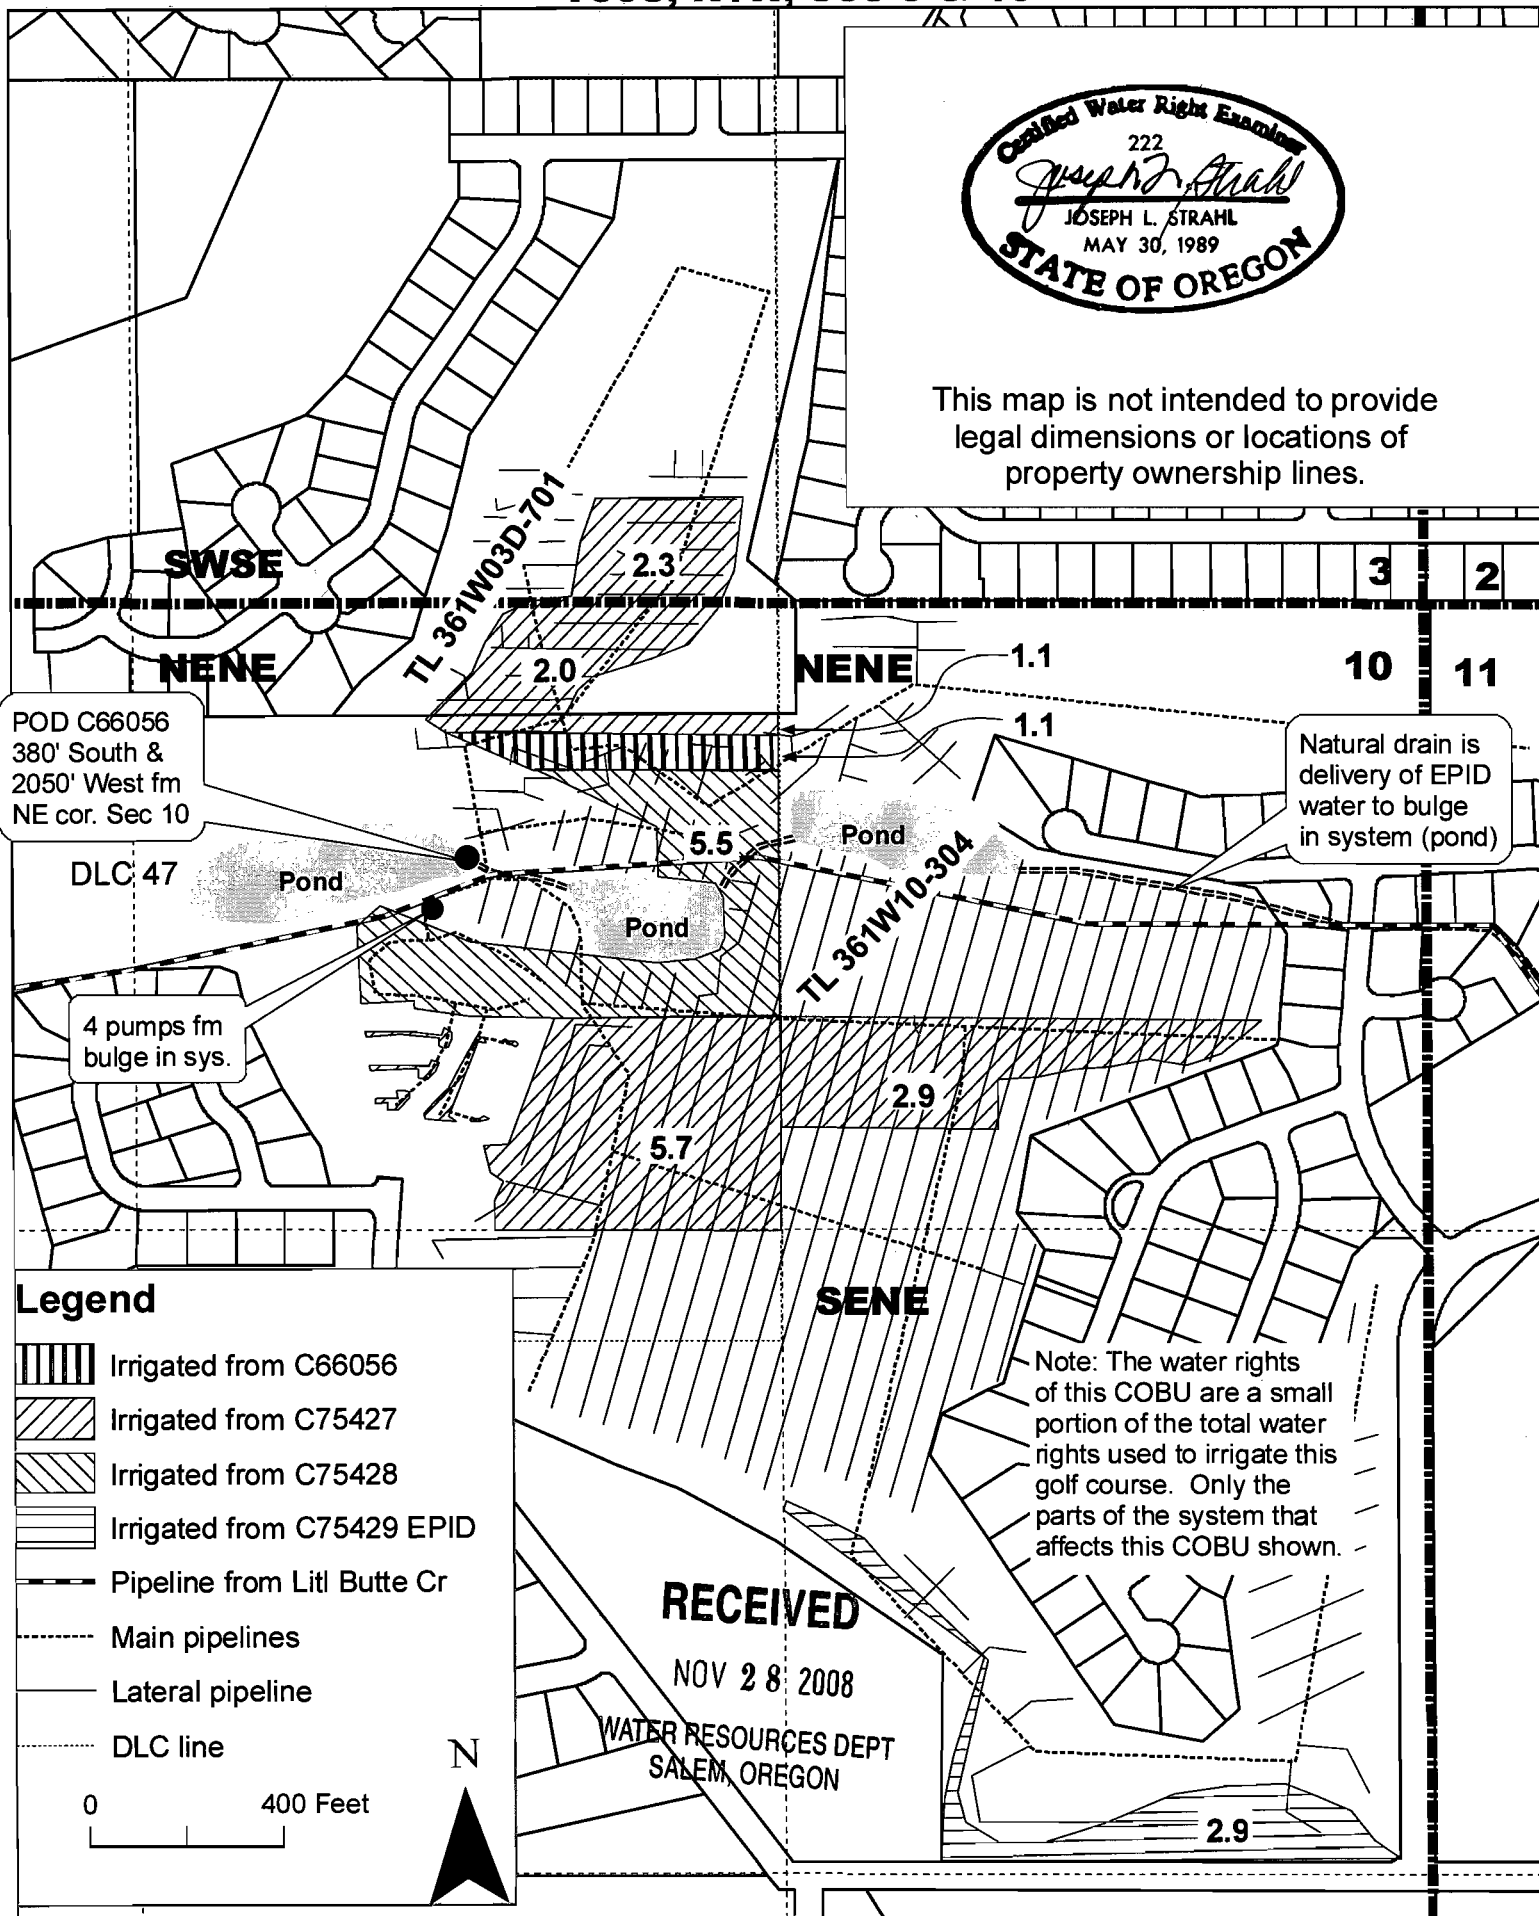 Certified Water Right Examiner
222
JOSEPH L. STRAHL
MAY 30, 1989
STATE OF OREGON
This map is not intended to provide
legal dimensions or locations of
property ownership lines.
TL 361W03D-701
SWSE
2.3
3
2
NENE
2.0
NENE
1.1
10
11
1.1
POD C66056
380' South &
2050' West fm
NE cor. Sec 10
Natural drain is
delivery of EPID
water to bulge
in system (pond)
5.5
Pond
DLC 47
Pond
Pond
TL 361W10-304
4 pumps fm
bulge in sys.
2.9
5.7
SENE
Legend
Irrigated from C66056
Irrigated from C75427
Irrigated from C75428
Irrigated from C75429 EPID
Pipeline from Litl Butte Cr
Main pipelines
Lateral pipeline
DLC line
0 400 Feet
N
Note: The water rights
of this COBU are a small
portion of the total water
rights used to irrigate this
golf course. Only the
parts of the system that
affects this COBU shown.
RECEIVED
NOV 28 2008
WATER RESOURCES DEPT
SALEM, OREGON
2.9